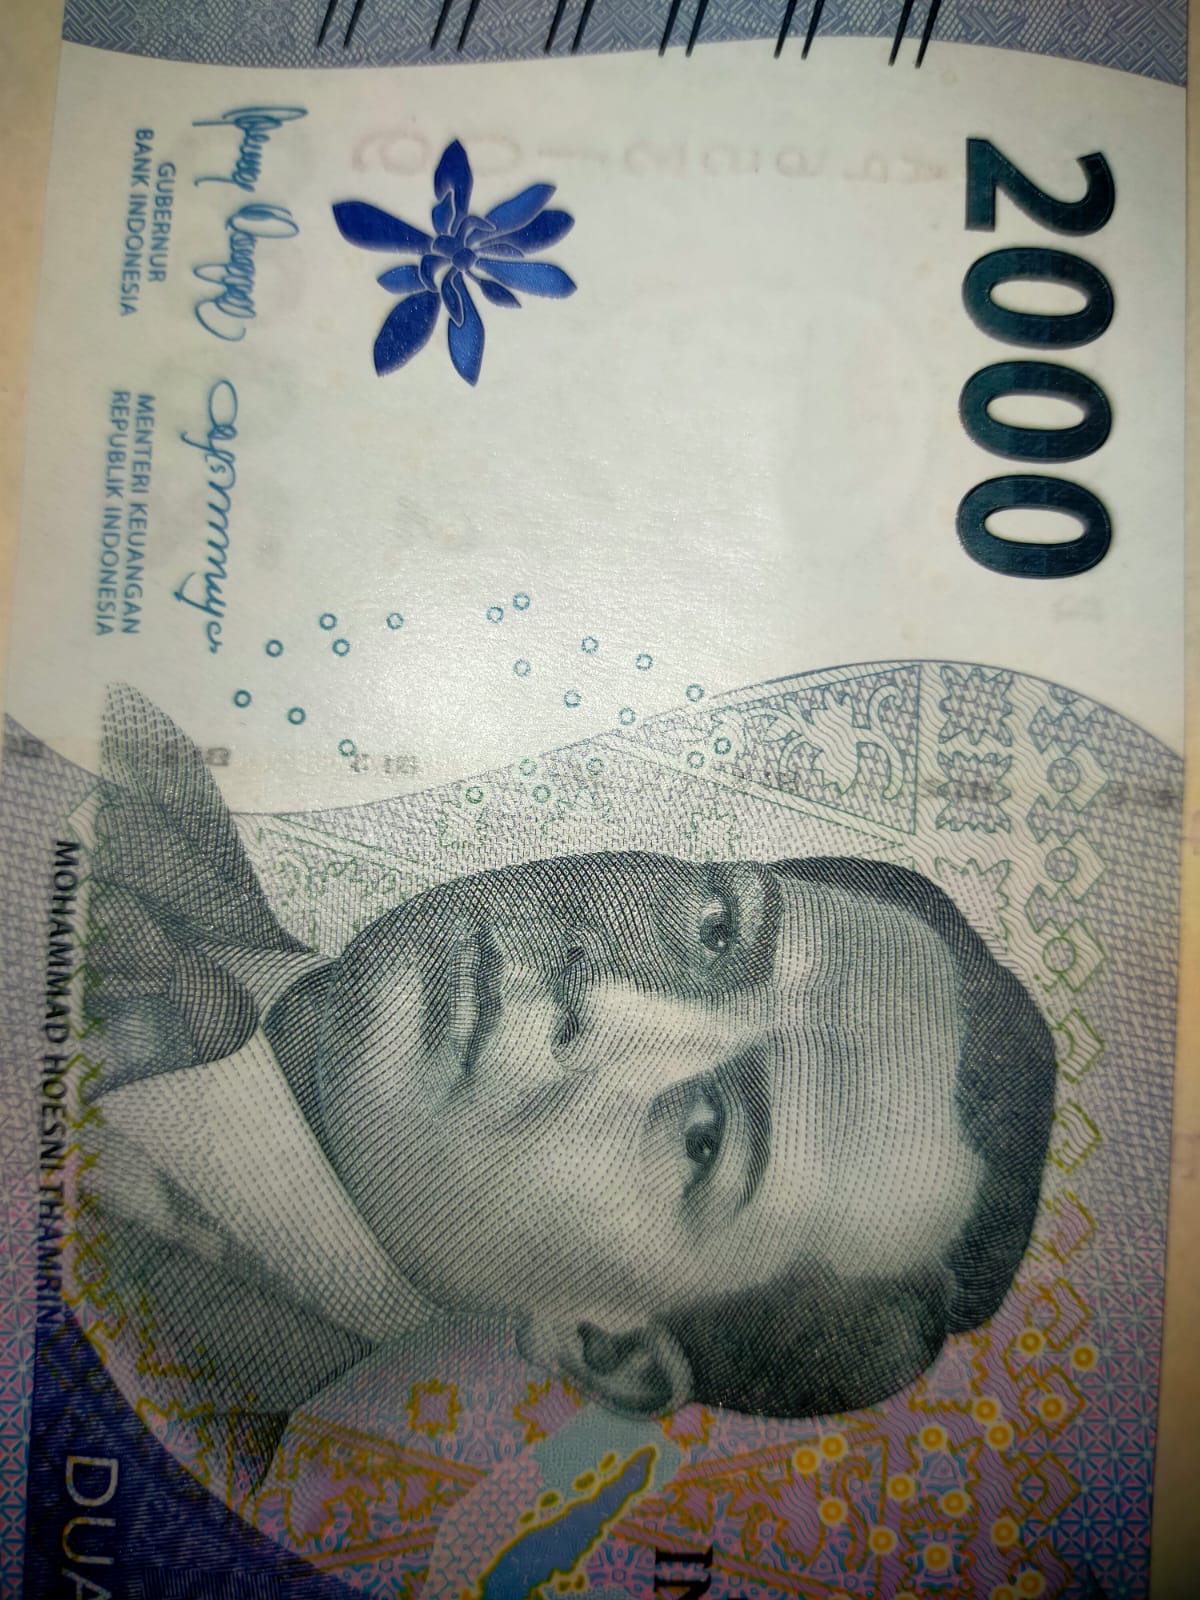 2000
GUBERNUR
BANK INDONESIA
MENTERI KEUANGAN
REPUBLIK INDONESIA
MOHAMMAD HOESNI THAMRIN
DUA